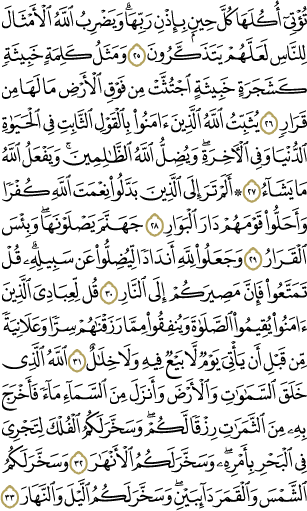 تُؤْتِىٓ أُكُلَهَا كُلَّ حِينٍۭ بِإِذْنِ رَبِّهَاۗ وَيَضْرِبُ ٱللَّهُ ٱلْأَمْثَالَ
لِلنَّاسِ لَعَلَّهُمْ يَتَذَكَّرُونَ ٢٥ وَمَثَلُ كَلِمَةٍ خَبِيثَةٍ
كَشَجَرَةٍ خَبِيثَةٍ ٱجْتُثَّتْ مِن فَوْقِ ٱلْأَرْضِ مَا لَهَا مِن
قَرَارٍ ٢٦ يُثَبِّتُ ٱللَّهُ ٱلَّذِينَ ءَامَنُوا۟ بِٱلْقَوْلِ ٱلثَّابِتِ فِى ٱلْحَيَوٰةِ
ٱلدُّنْيَا وَفِى ٱلْـَٔاخِرَةِۖ وَيُضِلُّ ٱللَّهُ ٱلظَّـٰلِمِينَۚ وَيَفْعَلُ ٱللَّهُ
مَا يَشَآءُ ٢٧ ۞ أَلَمْ تَرَ إِلَى ٱلَّذِينَ بَدَّلُوا۟ نِعْمَتَ ٱللَّهِ كُفْرًا
وَأَحَلُّوا۟ قَوْمَهُمْ دَارَ ٱلْبَوَارِ ٢٨ جَهَنَّمَ يَصْلَوْنَهَاۖ وَبِئْسَ
ٱلْقَرَارُ ٢٩ وَجَعَلُوا۟ لِلَّهِ أَندَادًا لِّيُضِلُّوا۟ عَن سَبِيلِهِۦۗ قُلْ
تَمَتَّعُوا۟ فَإِنَّ مَصِيرَكُمْ إِلَى ٱلنَّارِ ٣٠ قُل لِّعِبَادِىَ ٱلَّذِينَ
ءَامَنُوا۟ يُقِيمُوا۟ ٱلصَّلَوٰةَ وَيُنفِقُوا۟ مِمَّا رَزَقْنَـٰهُمْ سِرًّا وَعَلَانِيَةً
مِّن قَبْلِ أَن يَأْتِىَ يَوْمٌ لَّا بَيْعٌ فِيهِ وَلَا خِلَـٰلٌ ٣١ ٱللَّهُ ٱلَّذِى
خَلَقَ ٱلسَّمَـٰوَٰتِ وَٱلْأَرْضَ وَأَنزَلَ مِنَ ٱلسَّمَآءِ مَآءً فَأَخْرَجَ
بِهِۦ مِنَ ٱلثَّمَرَٰتِ رِزْقًا لَّكُمْۖ وَسَخَّرَ لَكُمُ ٱلْفُلْكَ لِتَجْرِىَ
فِى ٱلْبَحْرِ بِأَمْرِهِۦۖ وَسَخَّرَ لَكُمُ ٱلْأَنْهَـٰرَ ٣٢ وَسَخَّرَ لَكُمُ
ٱلشَّمْسَ وَٱلْقَمَرَ دَآئِبَيْنِۖ وَسَخَّرَ لَكُمُ ٱلَّيْلَ وَٱلنَّهَارَ ٣٣